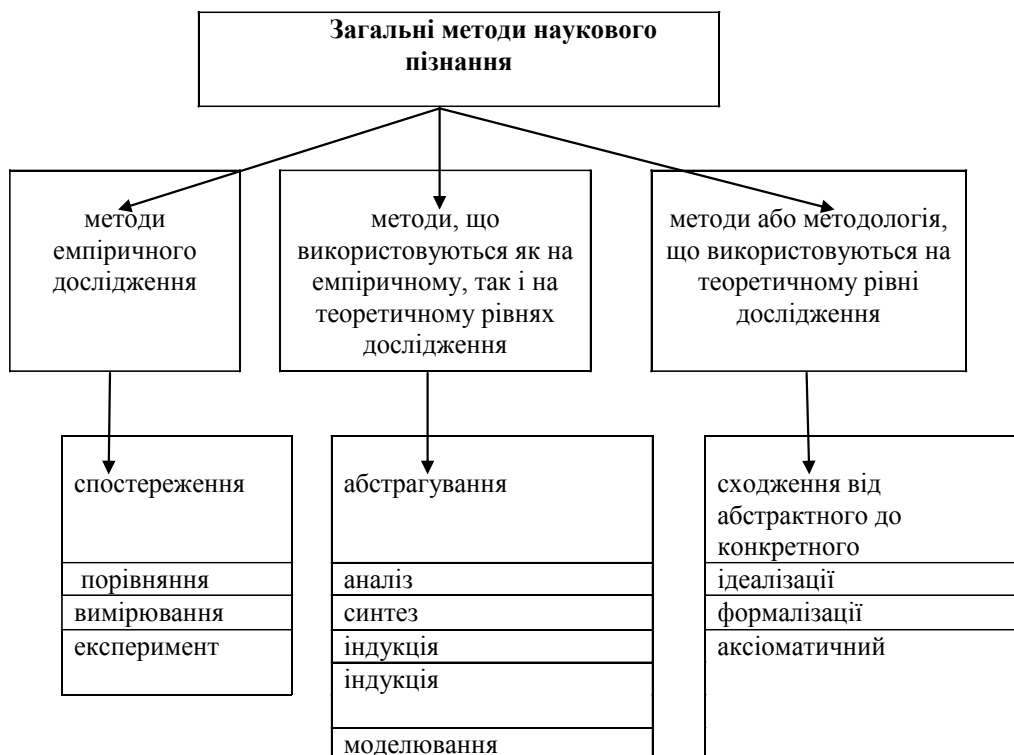 Загальні методи наукового
пізнання
методи
емпіричного
дослідження
методи, що
використовуються як на
емпіричному, так і на
теоретичному рівнях
дослідження
методи або методологія,
що використовуються на
теоретичному рівні
дослідження
спостереження
порівняння
вимірювання
експеримент
абстрагування
аналіз
синтез
індукція
індукція
моделювання
сходження від
абстрактного до
конкретного
ідеалізації
формалізації
аксіоматичний